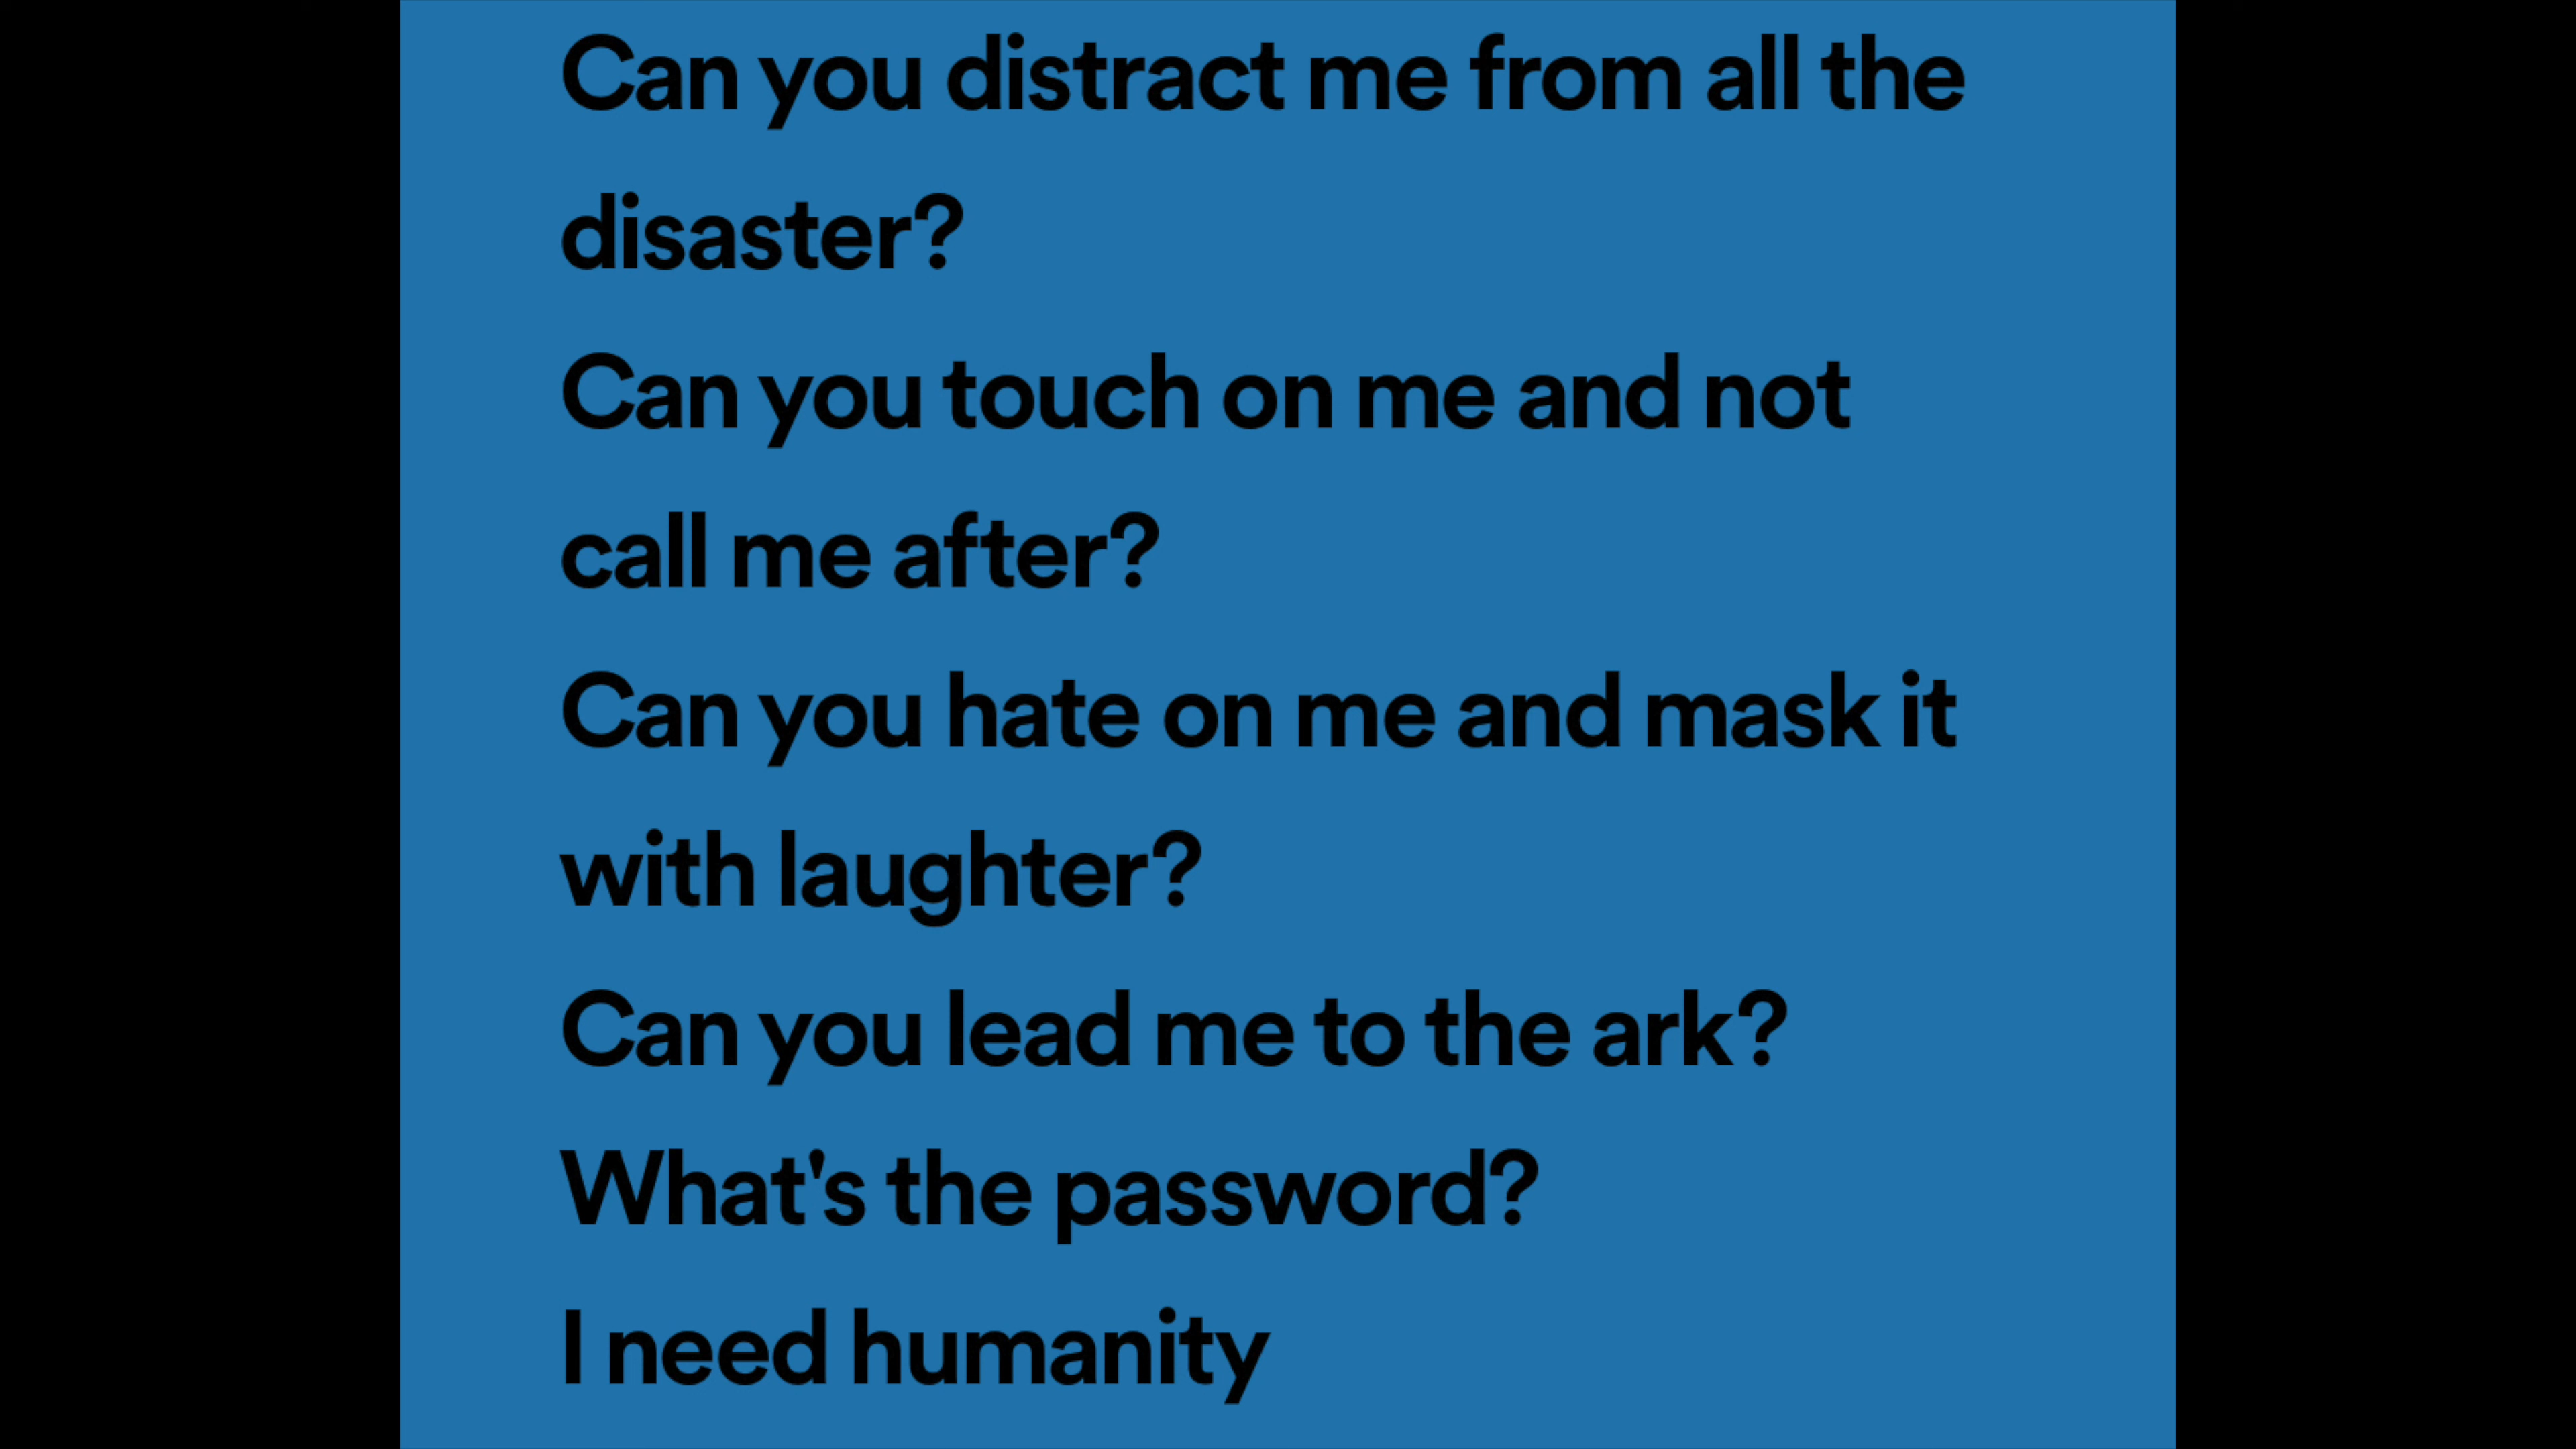 Can you distract me from all the
disaster?
Can you touch on me and not
call me after?
Can you hate on me and mask it
with laughter?
Can you lead me to the ark?
What's the password?
I need humanity